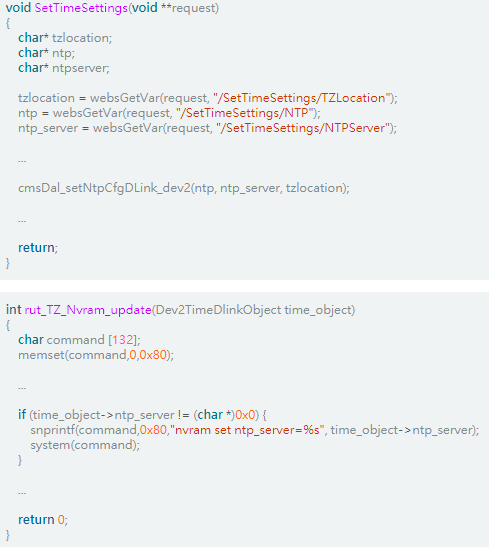 void SetTimeSettings(void **request)
{
char* tzlocation;
char* ntp;
char* ntpserver;
tzlocation = websGetVar(request, "/SetTimeSettings/TZLocation");
ntp = websGetVar(request, "/SetTimeSettings/NTP");
ntp_server = websGetVar(request, "/SetTimeSettings/NTPServer");
...
cmsDal_setNtpCfgDLink_dev2(ntp, ntp_server, tzlocation);
...
return;
}
int rut_TZ_Nvram_update(Dev2TimeDlinkObject time_object)
{
char command [132];
memset(command,0,0x80);
...
if (time_object->ntp_server != (char *)0x0) {
snprintf(command,0x80,"nvram set ntp_server=%s", time_object->ntp_server);
system(command);
}
...
return 0;
}